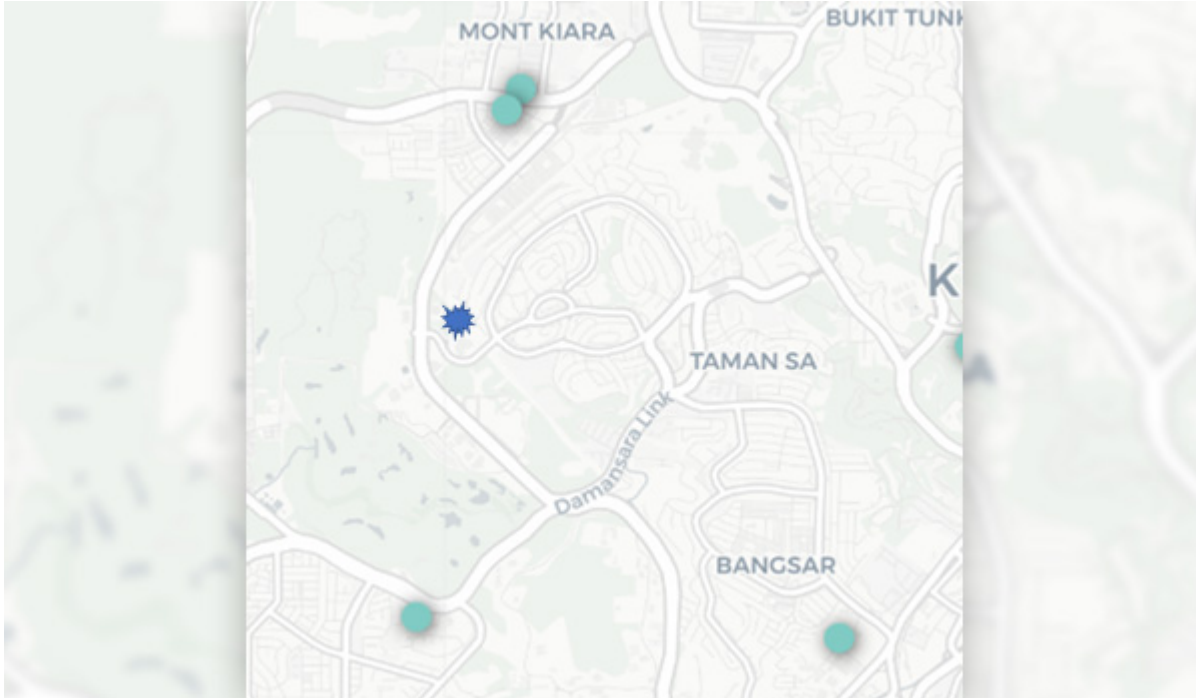 MONT KIARA
BUKIT TUNK
K
TAMAN SA
Damansara Link
BANGSAR